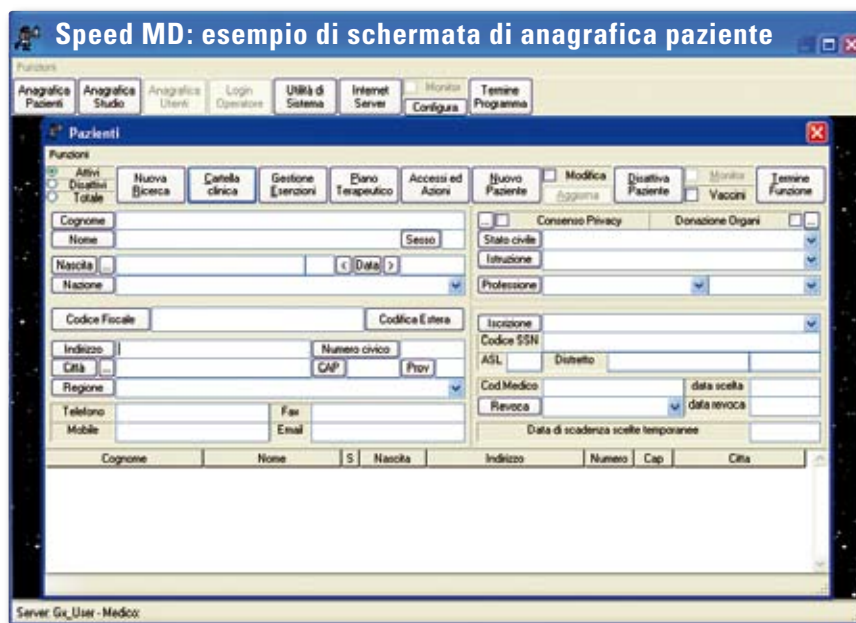 Speed MD: esempio di schermata di anagrafica paziente
Funzioni
Anagrafica Pazienti Anagrafica Studio Anagrafica Utenti Login Operatore Utilità di Sistema Internet Server Monitor Configura Temine Programma
Pazienti
Funzioni
Attivi Disattivi Totale Nuova Ricerca Cartella clinica Gestione Esenzioni Piano Terapeutico Accessi ed Azioni Nuovo Paziente Modifica Aggiorna Disattiva Paziente Monitor Vaccini Temine Funzione
Cognome ... Consenso Privacy Donazione Organi ...
Nome Sesso Stato civile
Nascita ... < Data > Istruzione
Nazione Professione
Codice Fiscale Codifica Estera Iscrizione
Codice SSN
Indirizzo Numero civico ASL Distretto
Città ... CAP Prov
Regione Cod.Medico data scelta
Revoca data revoca
Telefono Fax
Mobile Email Data di scadenza scelte temporanee
Cognome Nome S Nascita Indirizzo Numero Cap Citta
Server: Gx_User - Medico: